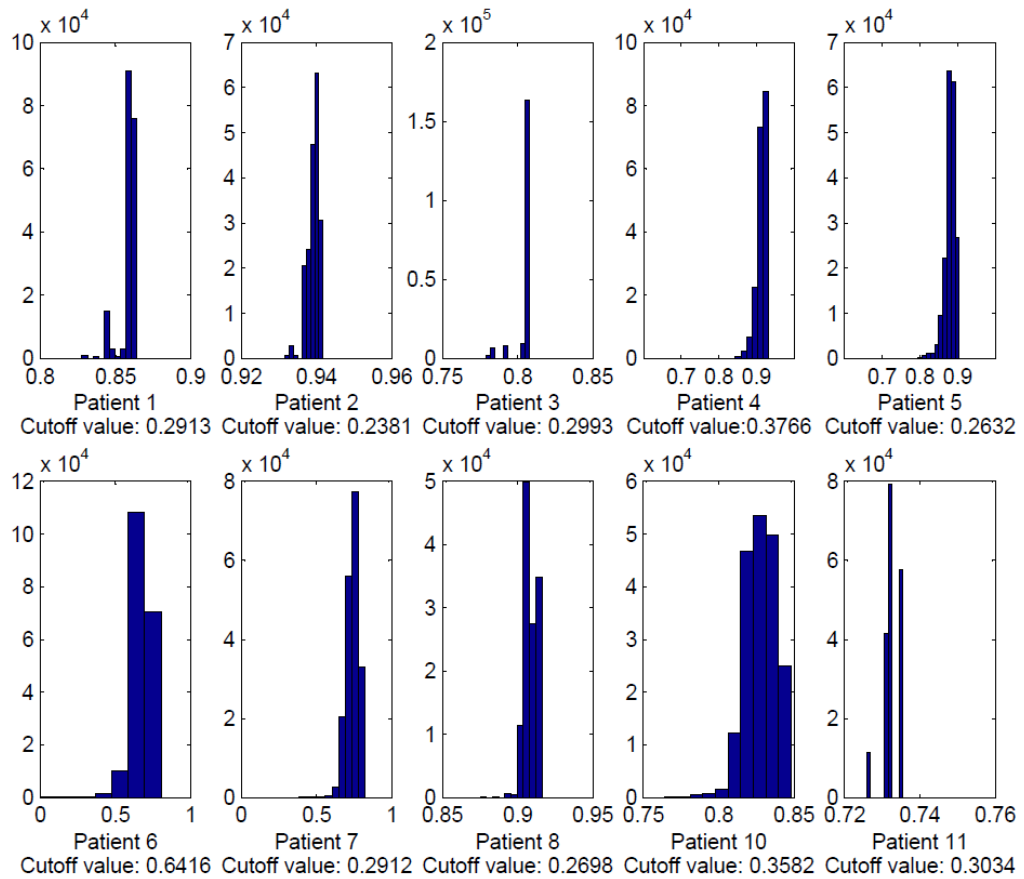 x 10^4 x 10^4 x 10^5 x 10^4 x 10^4
10 7 2 10 7
8 6 1.5 8 6
6 5 1 6 5
4 4 0.5 4 4
2 3 0 2 3
0 2 0 2
1 1
0 0
0.8 0.85 0.9 0.92 0.94 0.96 0.75 0.8 0.85 0.7 0.8 0.9 0.7 0.8 0.9
Patient 1 Patient 2 Patient 3 Patient 4 Patient 5
Cutoff value: 0.2913 Cutoff value: 0.2381 Cutoff value: 0.2993 Cutoff value:0.3766 Cutoff value: 0.2632
x 10^4 x 10^4 x 10^4 x 10^4 x 10^4
12 8 5 6 8
10 6 4 5 6
8 4 3 4 4
6 2 2 3 2
4 0 1 2 0
2 0 1
0 0
0 0.5 1 0 0.5 1 0.85 0.9 0.95 0.75 0.8 0.85 0.72 0.74 0.76
Patient 6 Patient 7 Patient 8 Patient 10 Patient 11
Cutoff value: 0.6416 Cutoff value: 0.2912 Cutoff value: 0.2698 Cutoff value: 0.3582 Cutoff value: 0.3034